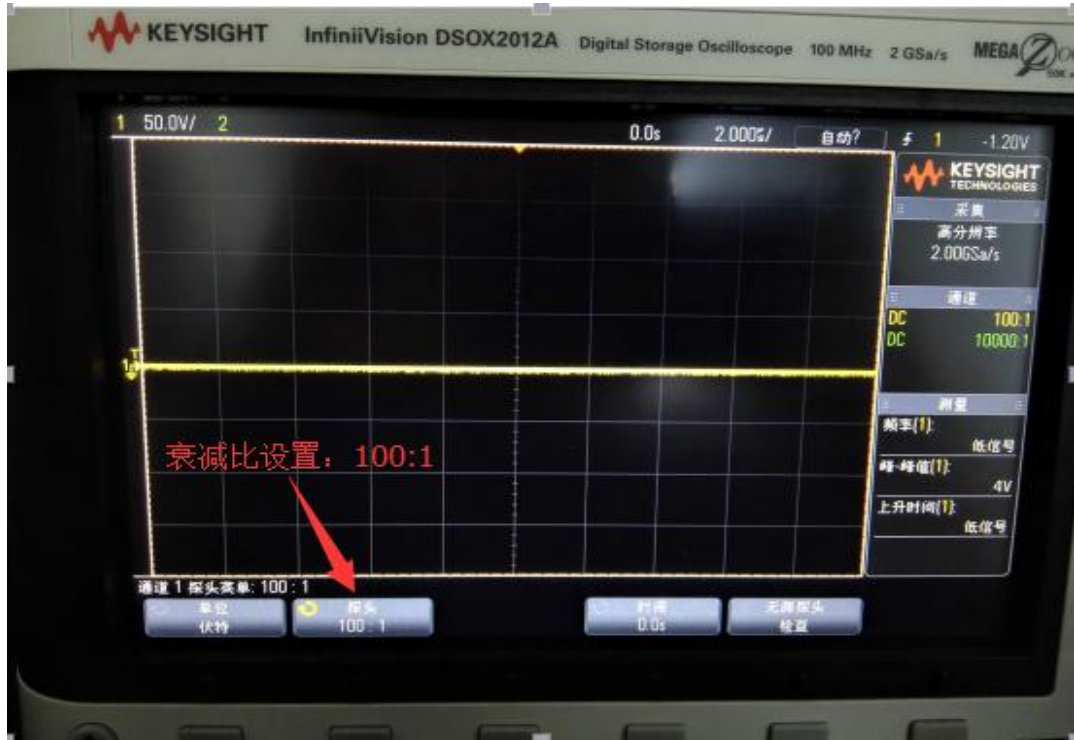 KEYSIGHT InfiniiVision DSOX2012A Digital Storage Oscilloscope 100 MHz 2 GSa/s MEGA Zoom
1 50.0V/ 2 0.0s 2.000s/ 自动? 1 -1.20V
KEYSIGHT
TECHNOLOGIES
采集
高分辨率
2.00GSa/s
通道
DC 100:1
DC 10000:1
测量
频率(1):
低信号
峰-峰值(1):
4V
上升时间(1):
低信号
衰减比设置：100:1
通道 1 探头菜单: 100 : 1
单位
伏特
探头
100 : 1
时滞
0.0s
无源探头
检查